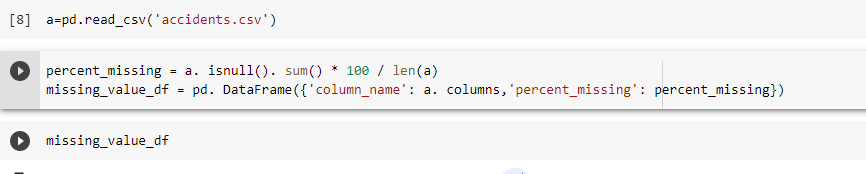 [8] a=pd.read_csv('accidents.csv')
percent_missing = a. isnull(). sum() * 100 / len(a)
missing_value_df = pd. DataFrame({'column_name': a. columns,'percent_missing': percent_missing})
missing_value_df